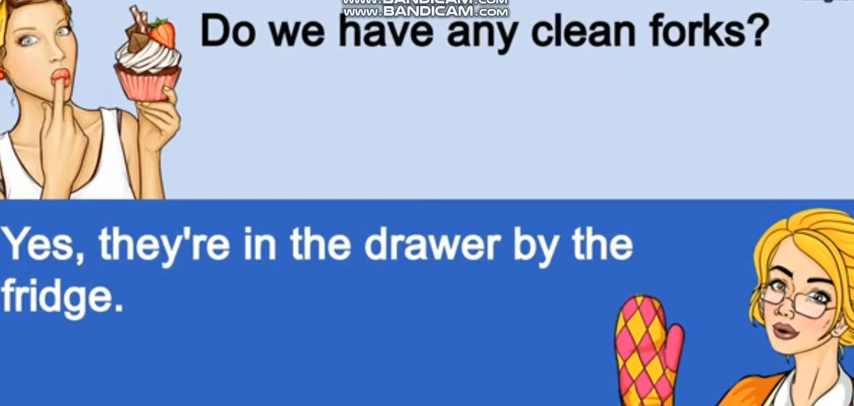 www.BANDICAM.com
Do we have any clean forks?
Yes, they're in the drawer by the
fridge.